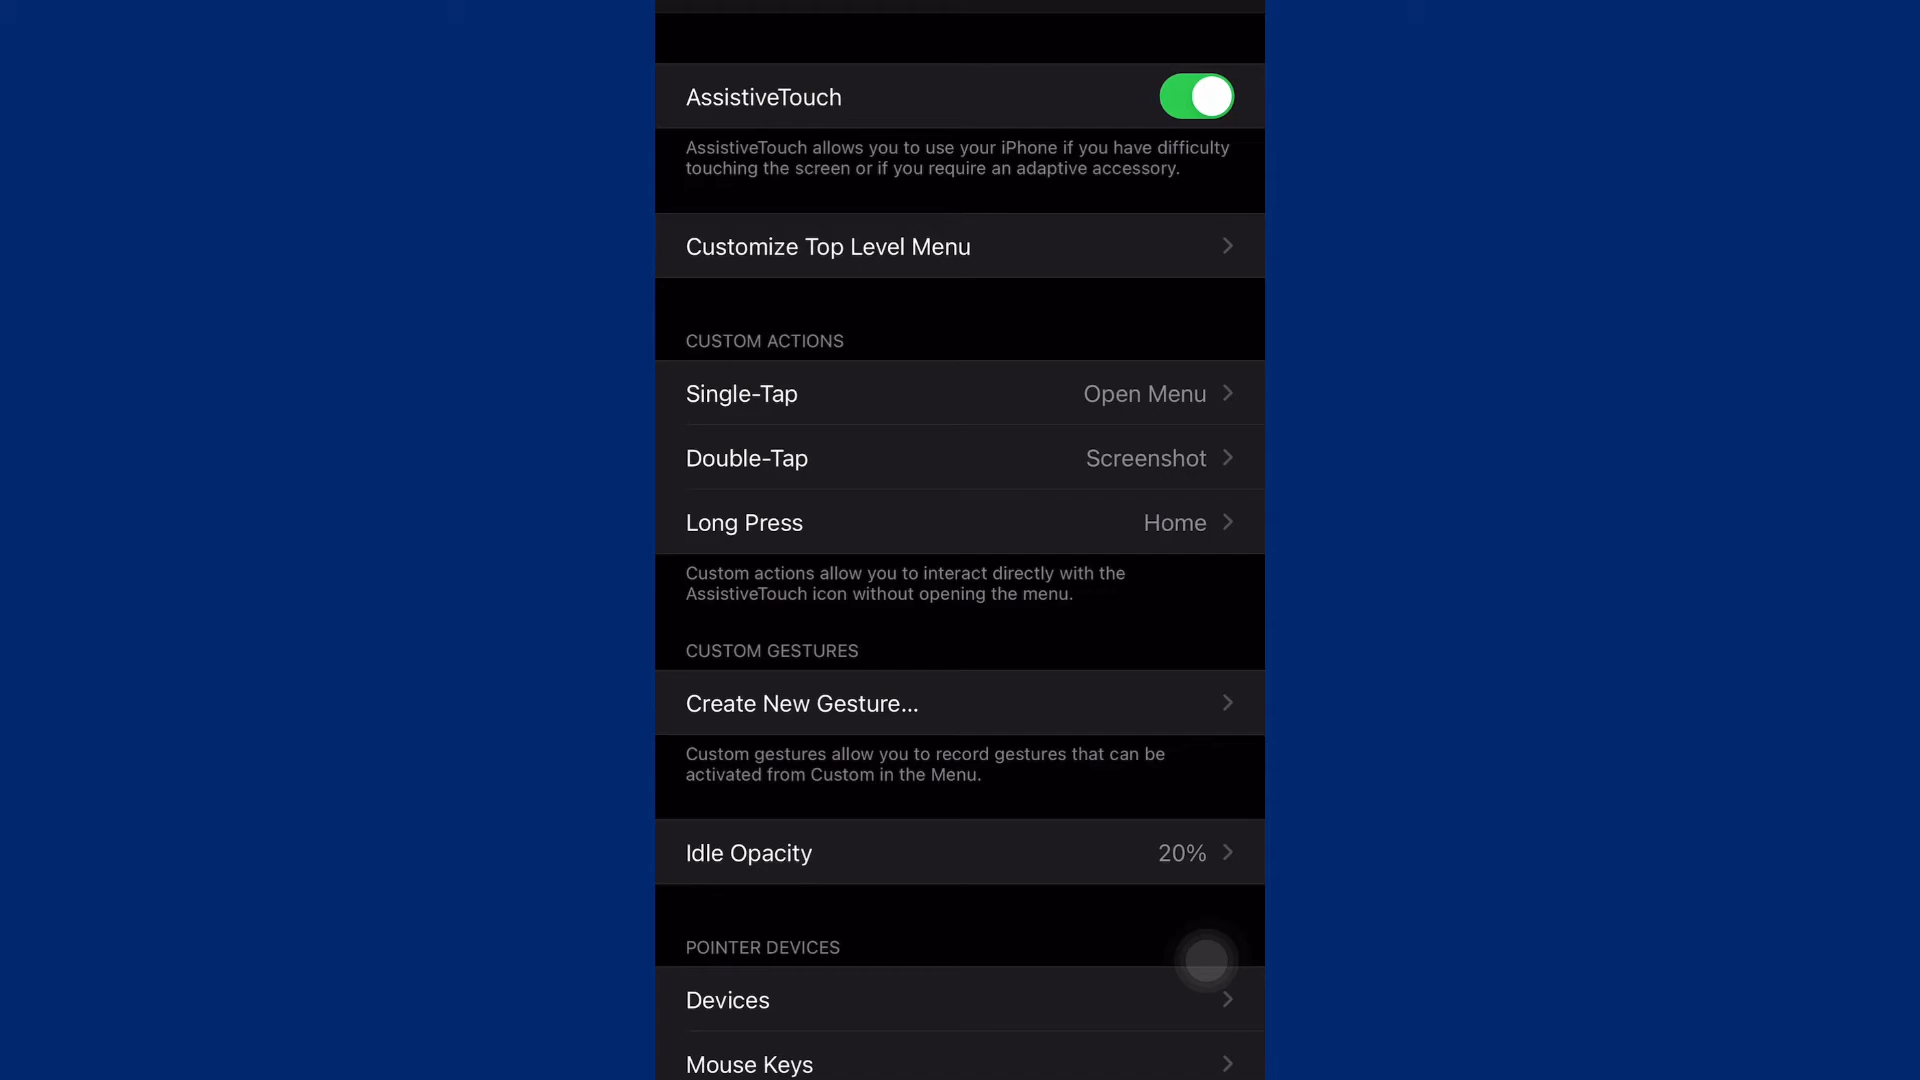 AssistiveTouch
AssistiveTouch allows you to use your iPhone if you have difficulty
touching the screen or if you require an adaptive accessory.
Customize Top Level Menu
CUSTOM ACTIONS
Single-Tap Open Menu
Double-Tap Screenshot
Long Press Home
Custom actions allow you to interact directly with the
AssistiveTouch icon without opening the menu.
CUSTOM GESTURES
Create New Gesture...
Custom gestures allow you to record gestures that can be
activated from Custom in the Menu.
Idle Opacity 20%
POINTER DEVICES
Devices
Mouse Keys